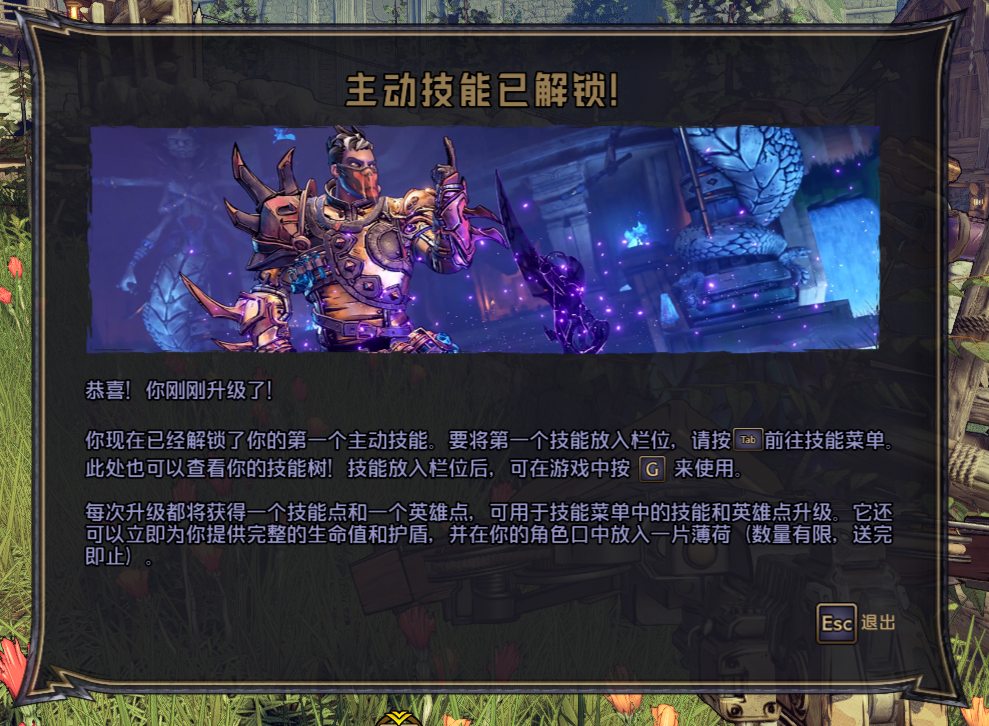 主动技能已解锁！
恭喜！你刚刚升级了！
你现在已经解锁了你的第一个主动技能。要将第一个技能放入栏位，请按 Tab 前往技能菜单。
此处也可以查看你的技能树！技能放入栏位后，可在游戏中按 G 来使用。
每次升级都将获得一个技能点和一个英雄点，可用于技能菜单中的技能和英雄点升级。它还
可以立即为你提供完整的生命值和护盾，并在你的角色口中放入一片薄荷（数量有限，送完
即止）。
Esc 退出